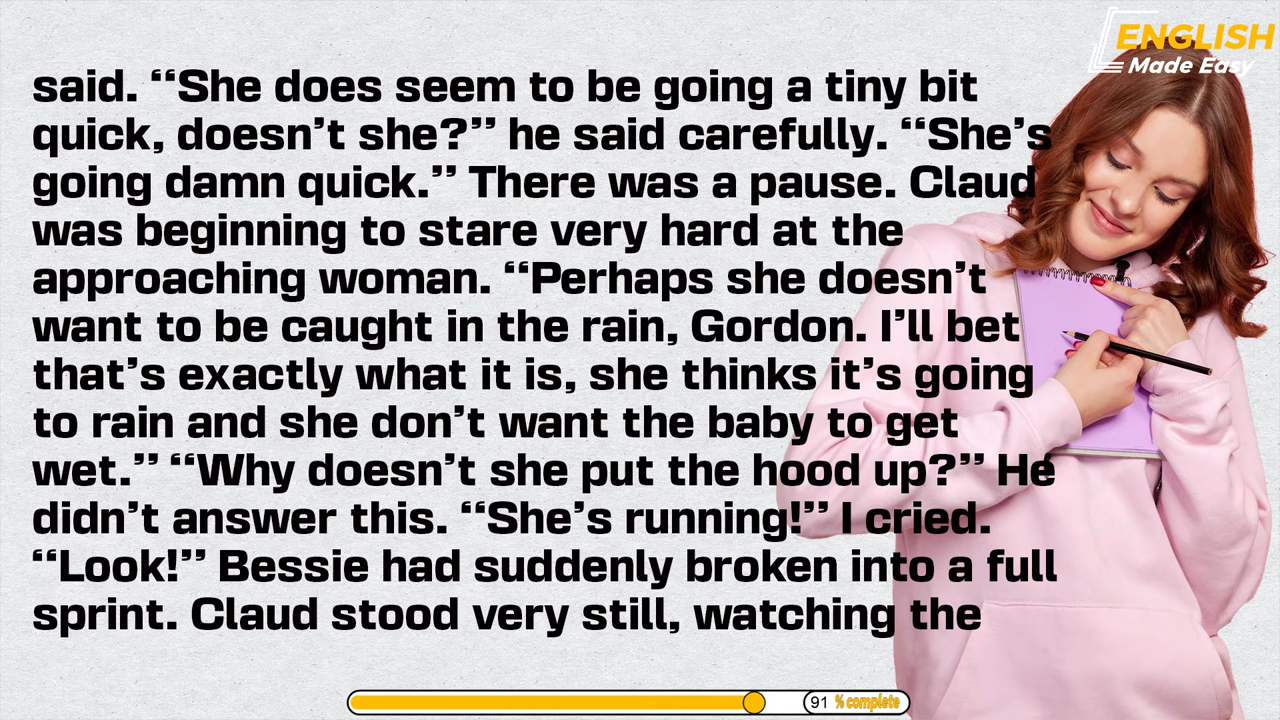 ENGLISH
Made Easy
said. “She does seem to be going a tiny bit
quick, doesn’t she?” he said carefully. “She’s
going damn quick.” There was a pause. Claud
was beginning to stare very hard at the
approaching woman. “Perhaps she doesn’t
want to be caught in the rain, Gordon. I’ll bet
that’s exactly what it is, she thinks it’s going
to rain and she don’t want the baby to get
wet.” “Why doesn’t she put the hood up?” He
didn’t answer this. “She’s running!” I cried.
“Look!” Bessie had suddenly broken into a full
sprint. Claud stood very still, watching the
91 % complete